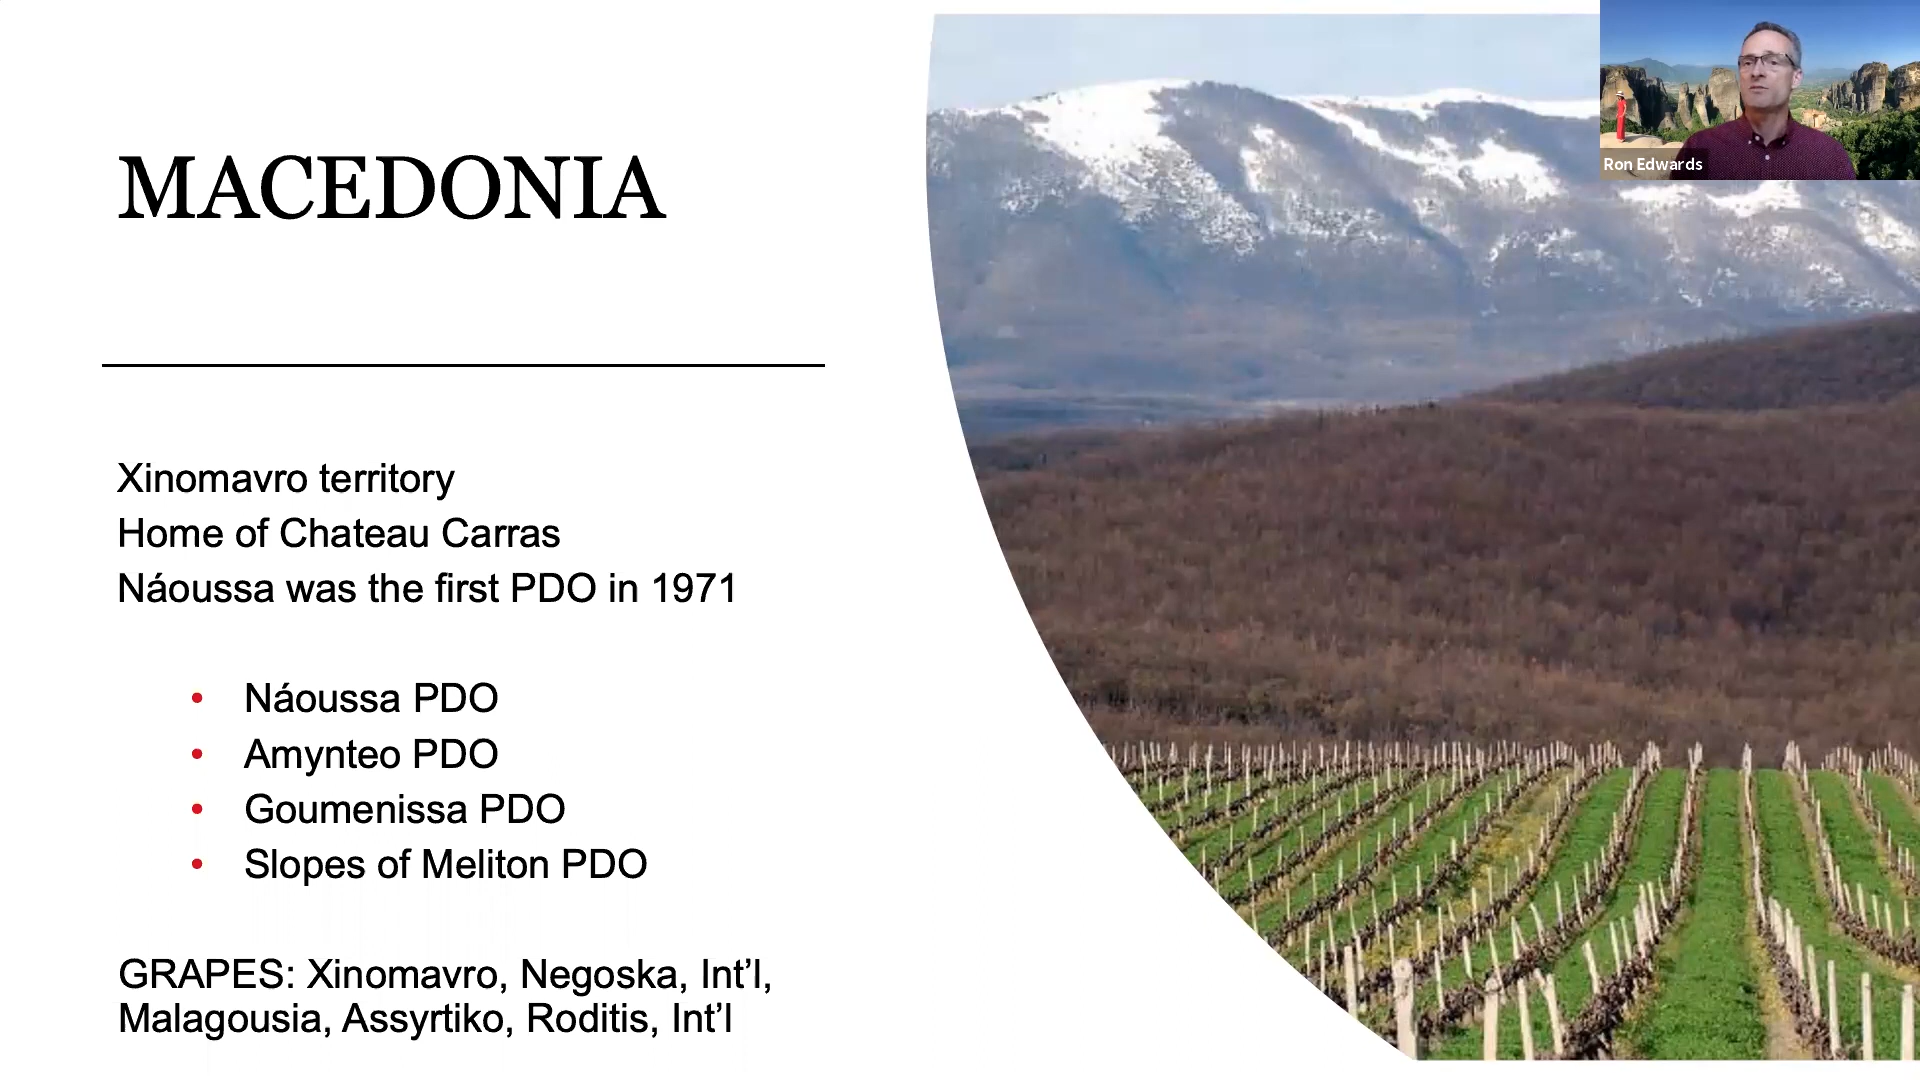 MACEDONIA
Ron Edwards
Xinomavro territory
Home of Chateau Carras
Náoussa was the first PDO in 1971
• Náoussa PDO
• Amynteo PDO
• Goumenissa PDO
• Slopes of Meliton PDO
GRAPES: Xinomavro, Negoska, Int’l,
Malagousia, Assyrtiko, Roditis, Int’l